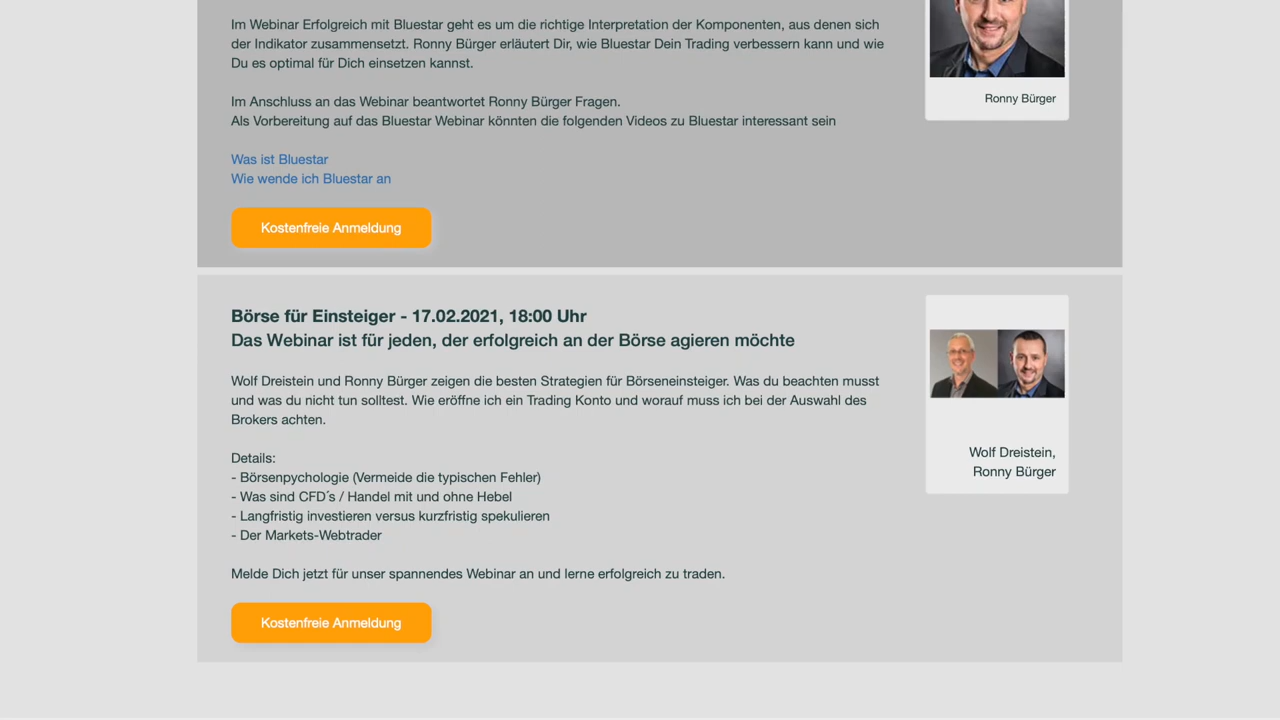 Im Webinar Erfolgreich mit Bluestar geht es um die richtige Interpretation der Komponenten, aus denen sich
der Indikator zusammensetzt. Ronny Bürger erläutert Dir, wie Bluestar Dein Trading verbessern kann und wie
Du es optimal für Dich einsetzen kannst.
Ronny Bürger
Im Anschluss an das Webinar beantwortet Ronny Bürger Fragen.
Als Vorbereitung auf das Bluestar Webinar könnten die folgenden Videos zu Bluestar interessant sein
Was ist Bluestar
Wie wende ich Bluestar an
Kostenfreie Anmeldung
Börse für Einsteiger - 17.02.2021, 18:00 Uhr
Das Webinar ist für jeden, der erfolgreich an der Börse agieren möchte
Wolf Dreistein und Ronny Bürger zeigen die besten Strategien für Börseneinsteiger. Was du beachten musst
und was du nicht tun solltest. Wie eröffne ich ein Trading Konto und worauf muss ich bei der Auswahl des
Brokers achten.
Wolf Dreistein,
Ronny Bürger
Details:
- Börsenpychologie (Vermeide die typischen Fehler)
- Was sind CFD´s / Handel mit und ohne Hebel
- Langfristig investieren versus kurzfristig spekulieren
- Der Markets-Webtrader
Melde Dich jetzt für unser spannendes Webinar an und lerne erfolgreich zu traden.
Kostenfreie Anmeldung